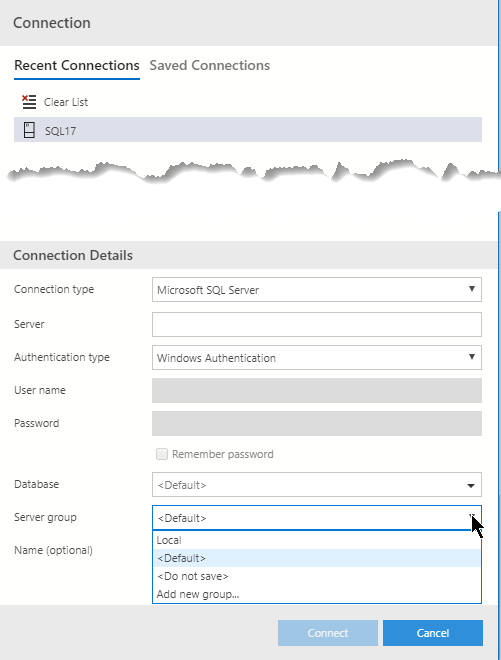 Connection
Recent Connections Saved Connections
Clear List
SQL17
Connection Details
Connection type Microsoft SQL Server
Server
Authentication type Windows Authentication
User name
Password
Remember password
Database <Default>
Server group <Default>
Local
Name (optional) <Default>
<Do not save>
Add new group...
Connect Cancel